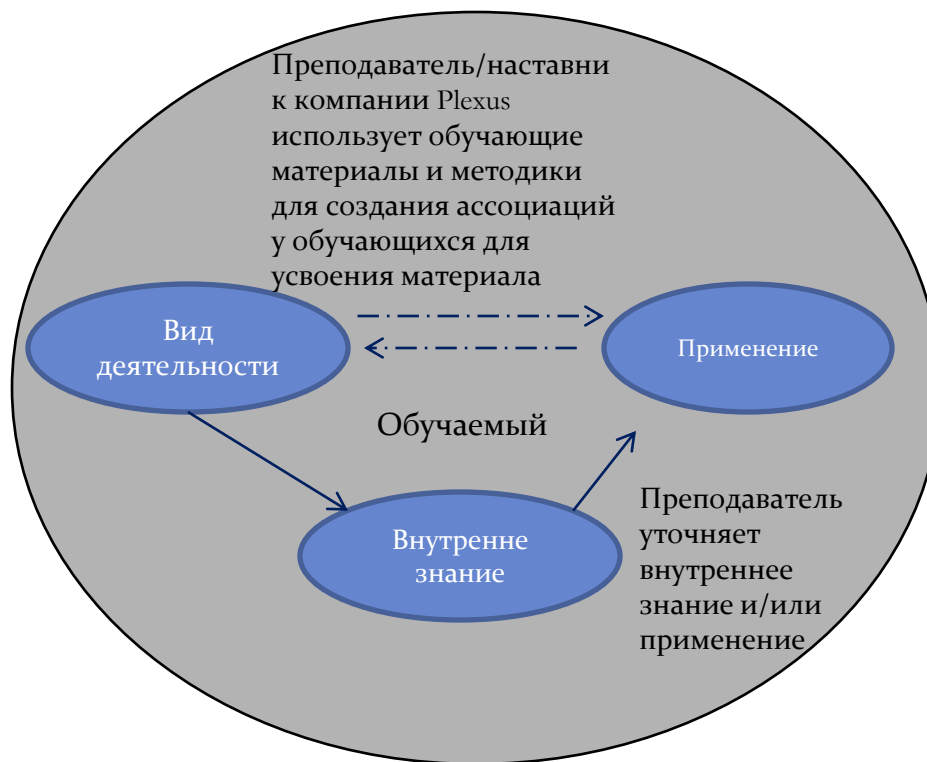 Преподаватель/наставни
к компании Plexus
использует обучающие
материалы и методики
для создания ассоциаций
у обучающихся для
усвоения материала
Вид
деятельности
Применение
Обучаемый
Внутренне
знание
Преподаватель
уточняет
внутреннее
знание и/или
применение